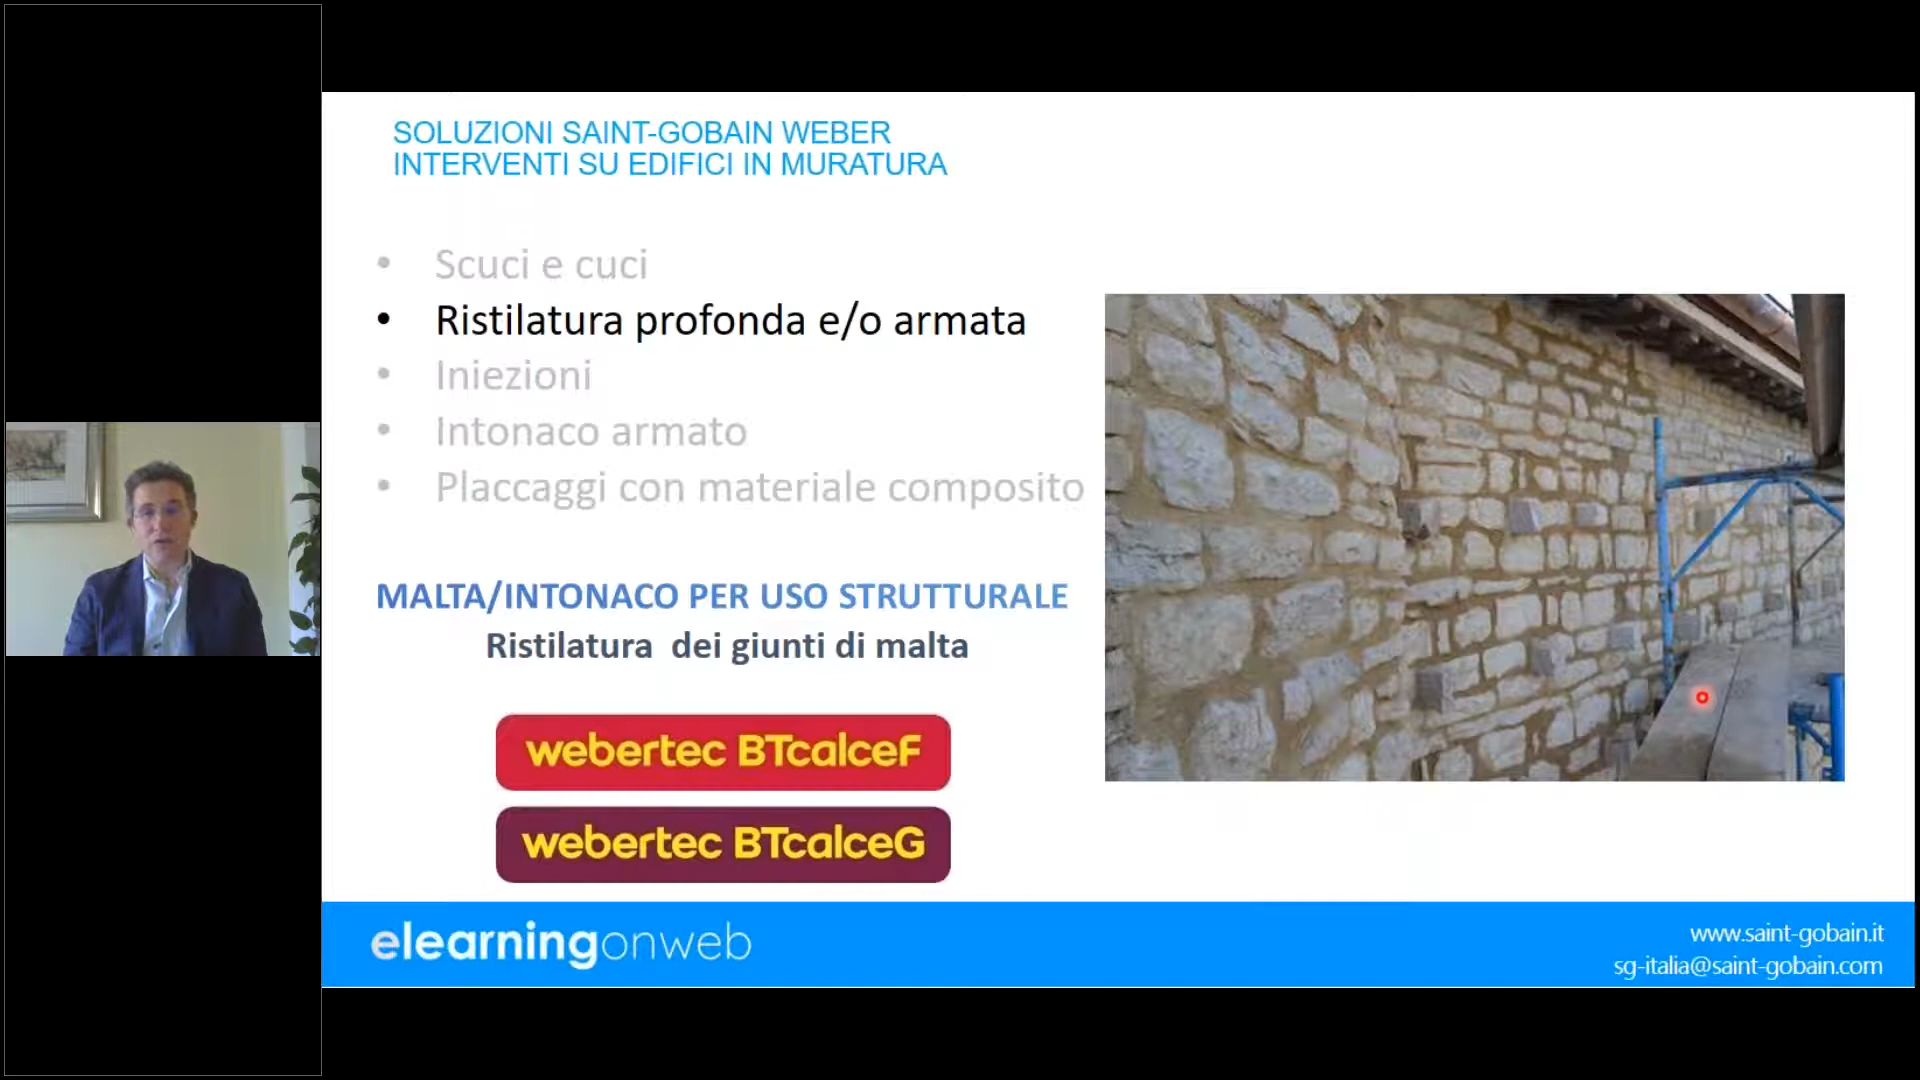 SOLUZIONI SAINT-GOBAIN WEBER
INTERVENTI SU EDIFICI IN MURATURA
• Scuci e cuci
• Ristilatura profonda e/o armata
• Iniezioni
• Intonaco armato
• Placcaggi con materiale composito
MALTA/INTONACO PER USO STRUTTURALE
Ristilatura dei giunti di malta
webertec BTcalceF
webertec BTcalceG
elearningonweb
www.saint-gobain.it
sg-italia@saint-gobain.com